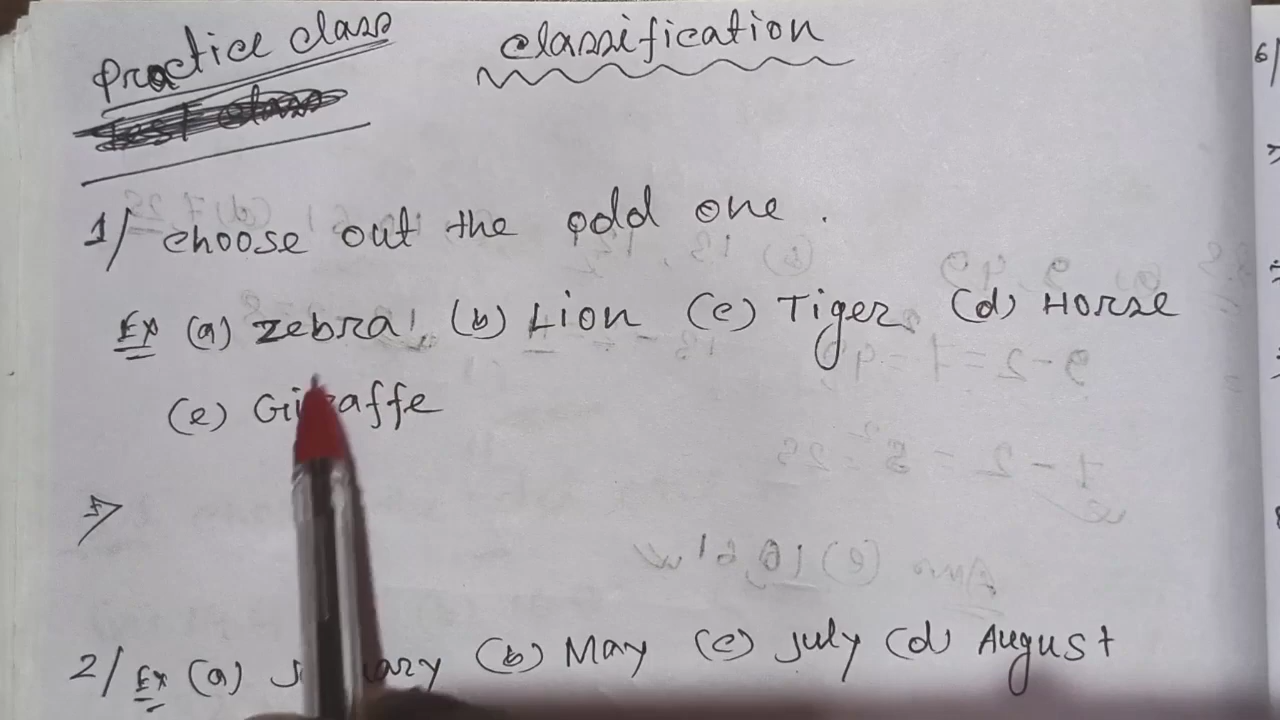 Practice class
classification
1/ choose out the odd one.
Ex (a) Zebra, (b) Lion (c) Tiger (d) Horse
(e) Giraffe
2/ Ex (a) (b) May (c) July (d) August
6/